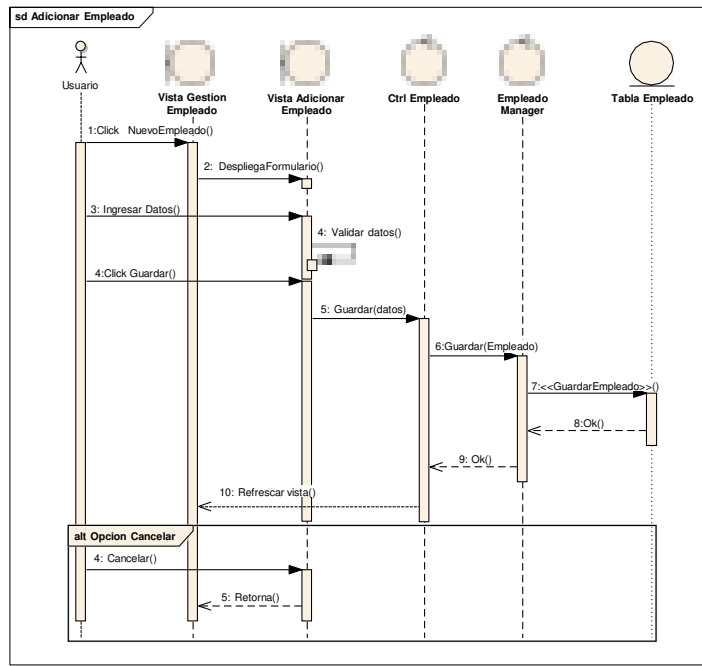 sd Adicionar Empleado
Usuario
Vista Gestion
Empleado
Vista Adicionar
Empleado
Ctrl Empleado
Empleado
Manager
Tabla Empleado
1:Click NuevoEmpleado()
2: DespliegaFormulario()
3: Ingresar Datos()
4: Validar datos()
4:Click Guardar()
5: Guardar(datos)
6:Guardar(Empleado)
7:<<GuardarEmpleado>>()
8:Ok()
9: Ok()
10: Refrescar vista()
alt Opcion Cancelar
4: Cancelar()
5: Retorna()